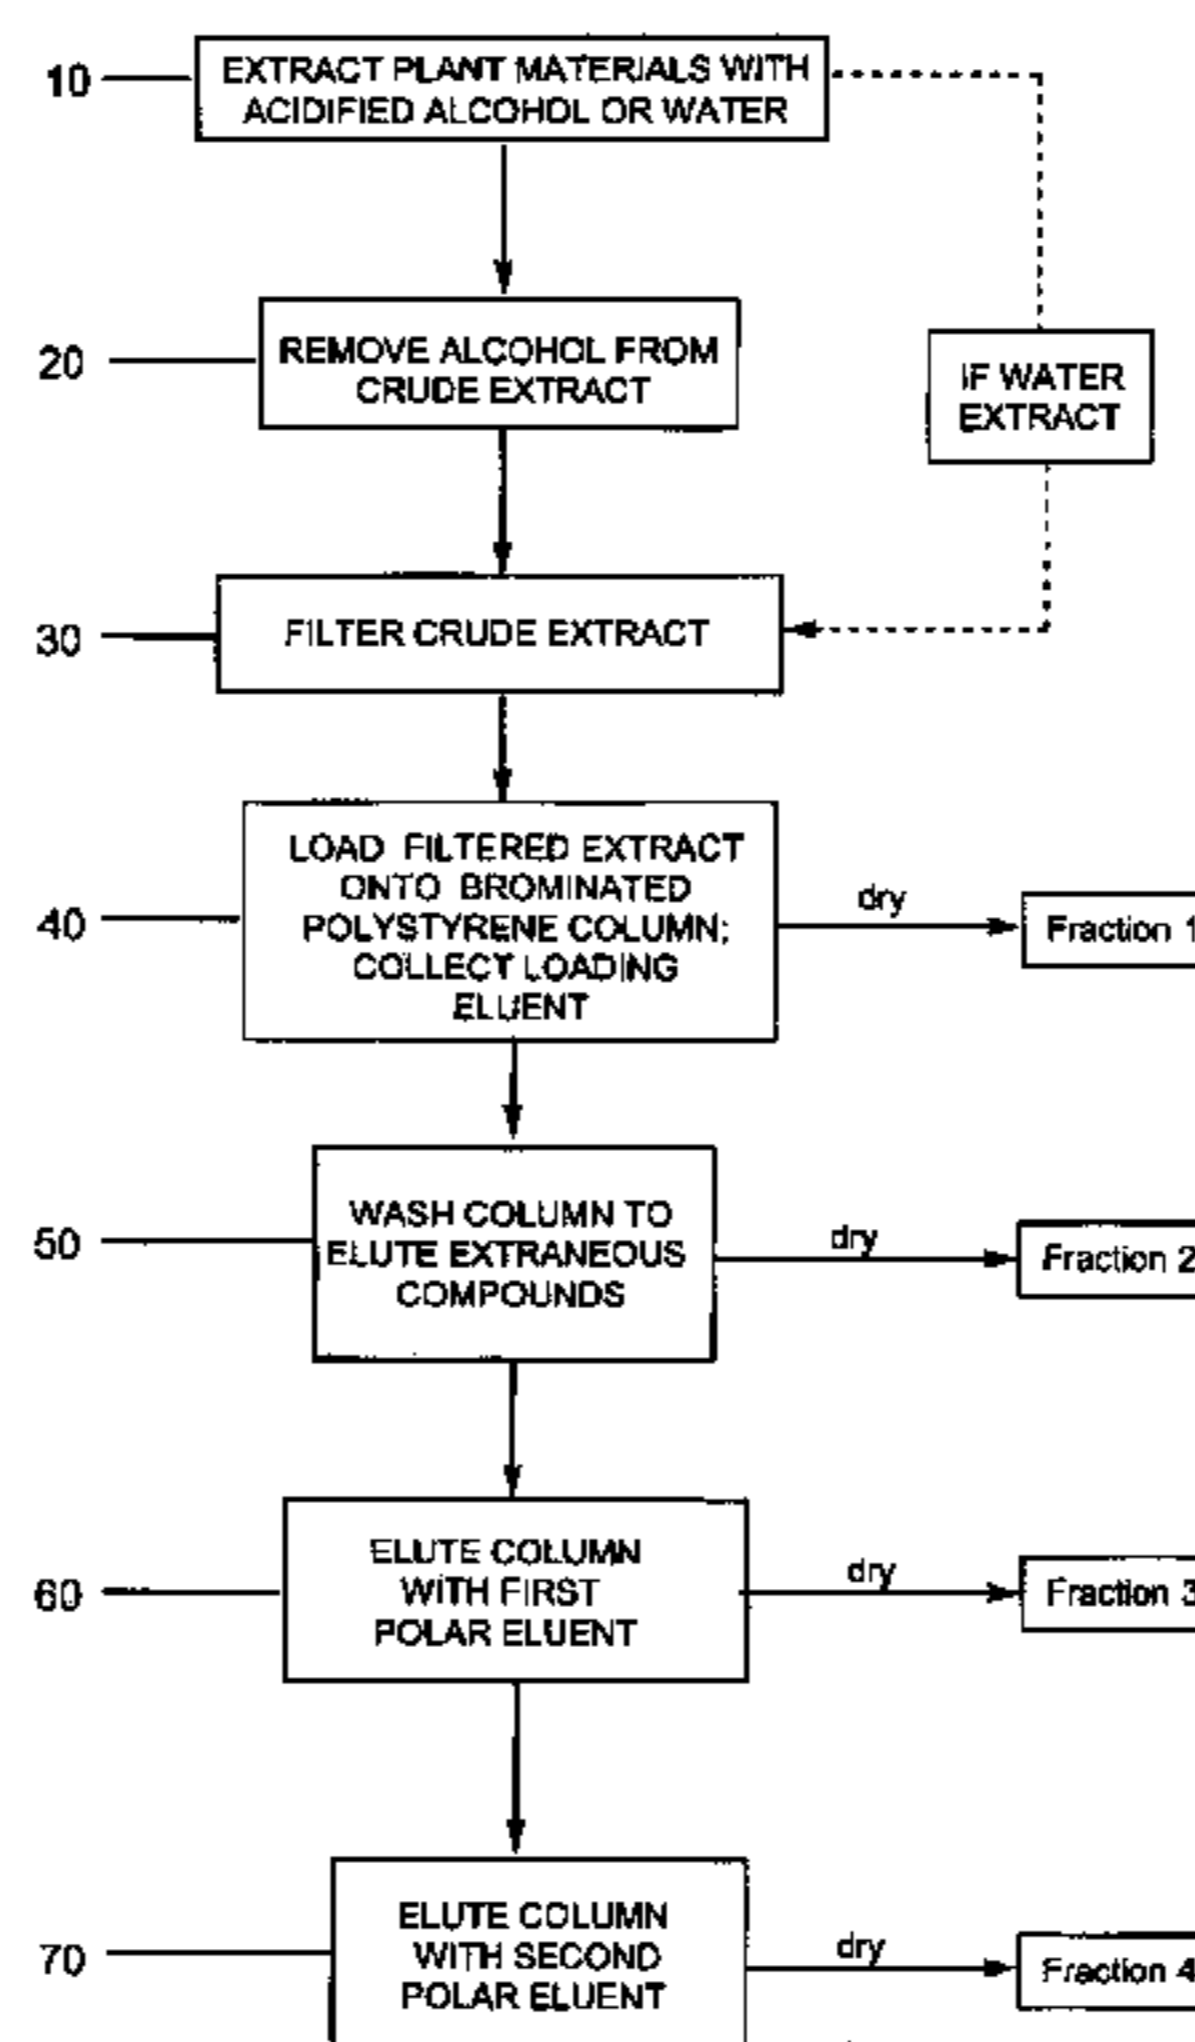 10
EXTRACT PLANT MATERIALS WITH
ACIDIFIED ALCOHOL OR WATER
20
REMOVE ALCOHOL FROM
CRUDE EXTRACT
IF WATER
EXTRACT
30
FILTER CRUDE EXTRACT
40
LOAD FILTERED EXTRACT
ONTO BROMINATED
POLYSTYRENE COLUMN;
COLLECT LOADING
ELUENT
dry
Fraction 1
50
WASH COLUMN TO
ELUTE EXTRANEOUS
COMPOUNDS
dry
Fraction 2
60
ELUTE COLUMN
WITH FIRST
POLAR ELUENT
dry
Fraction 3
70
ELUTE COLUMN
WITH SECOND
POLAR ELUENT
dry
Fraction 4